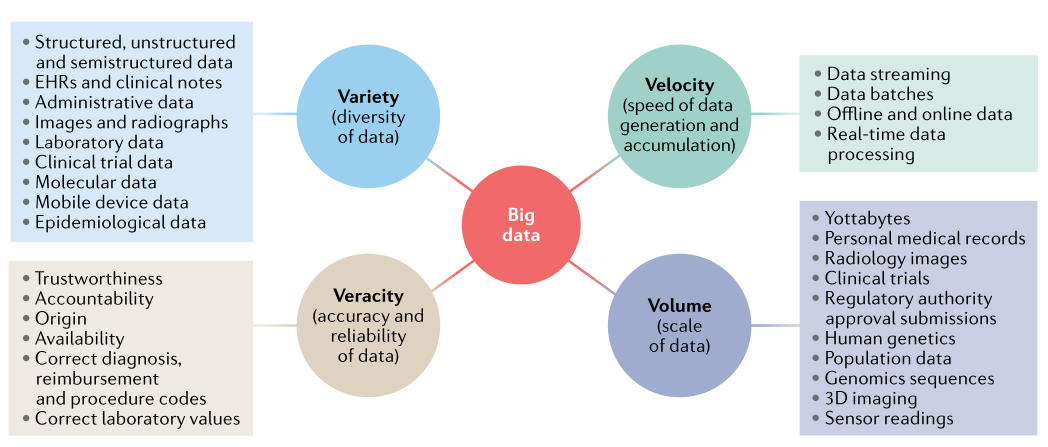 • Structured, unstructured
and semistructured data
• EHRs and clinical notes
• Administrative data
• Images and radiographs
• Laboratory data
• Clinical trial data
• Molecular data
• Mobile device data
• Epidemiological data
Variety
(diversity
of data)
Velocity
(speed of data
generation and
accumulation)
• Data streaming
• Data batches
• Offline and online data
• Real-time data
processing
Big
data
• Trustworthiness
• Accountability
• Origin
• Availability
• Correct diagnosis,
reimbursement
and procedure codes
• Correct laboratory values
Veracity
(accuracy and
reliability
of data)
Volume
(scale
of data)
• Yottabytes
• Personal medical records
• Radiology images
• Clinical trials
• Regulatory authority
approval submissions
• Human genetics
• Population data
• Genomics sequences
• 3D imaging
• Sensor readings